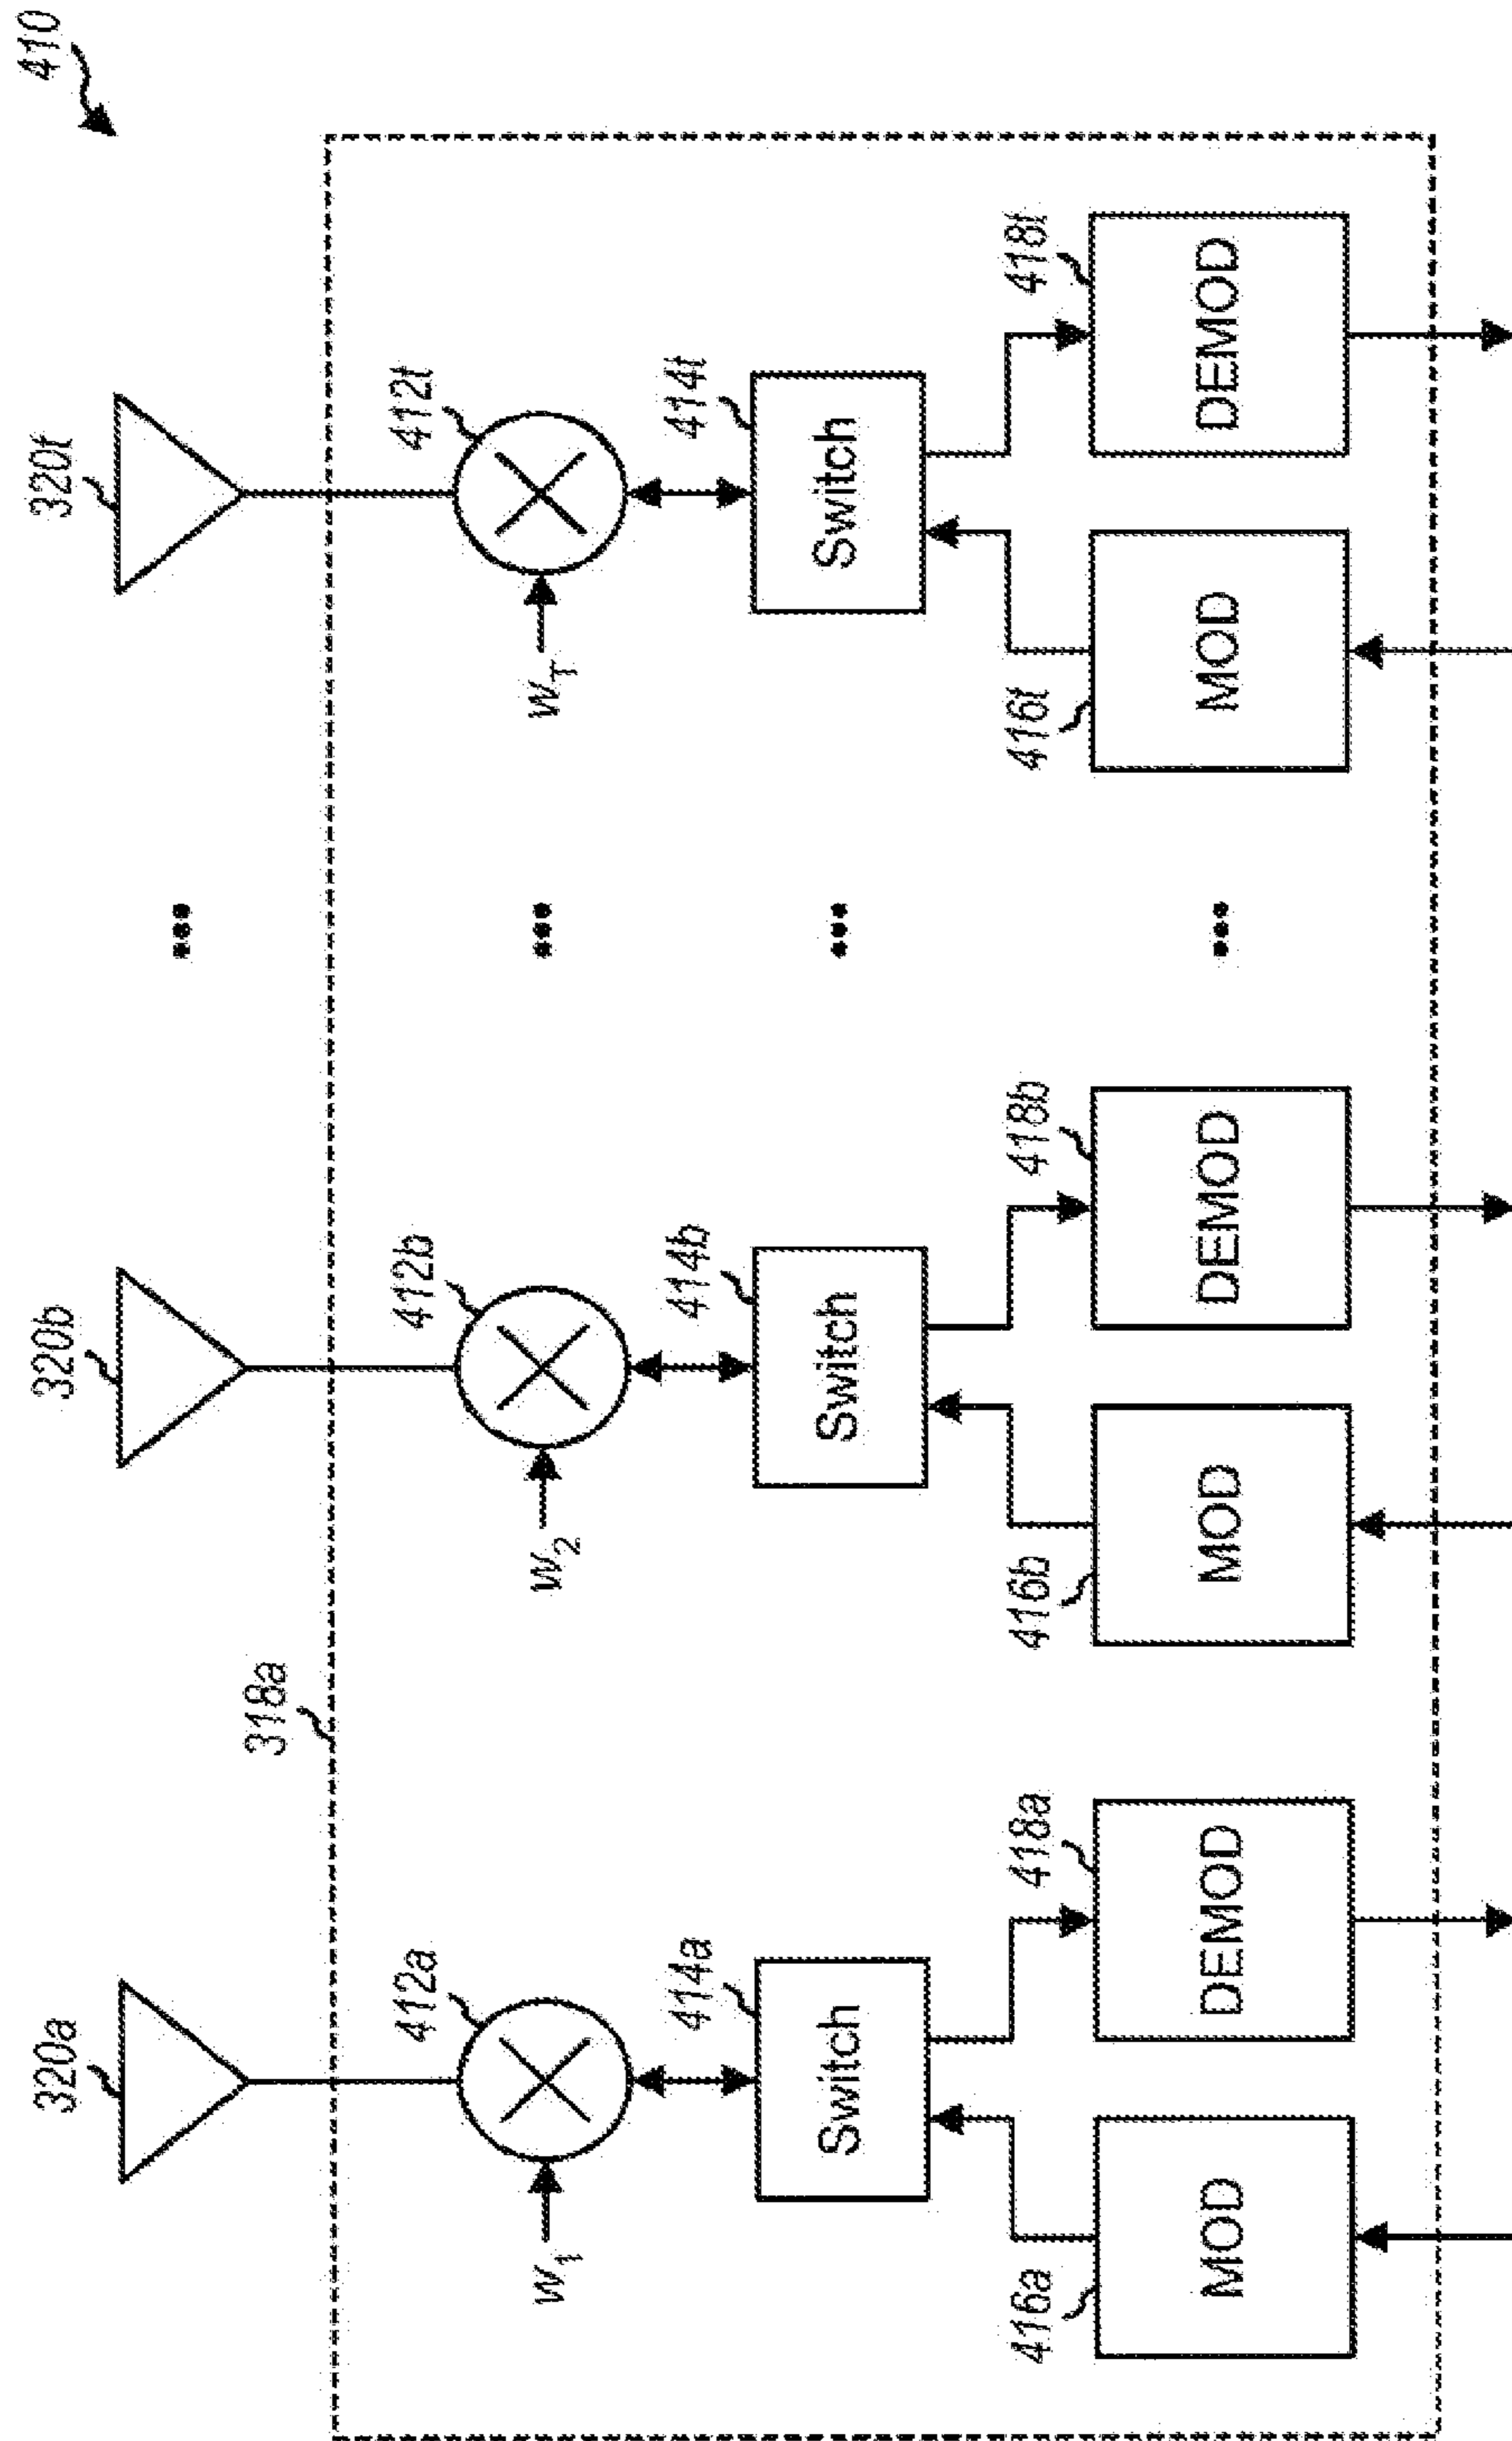 410
320a
320b
320t
318a
412a
412b
412t
w1
w2
wT
414a
414b
414t
Switch
Switch
Switch
416a
418a
416b
418b
416t
418t
MOD
DEMOD
MOD
DEMOD
MOD
DEMOD